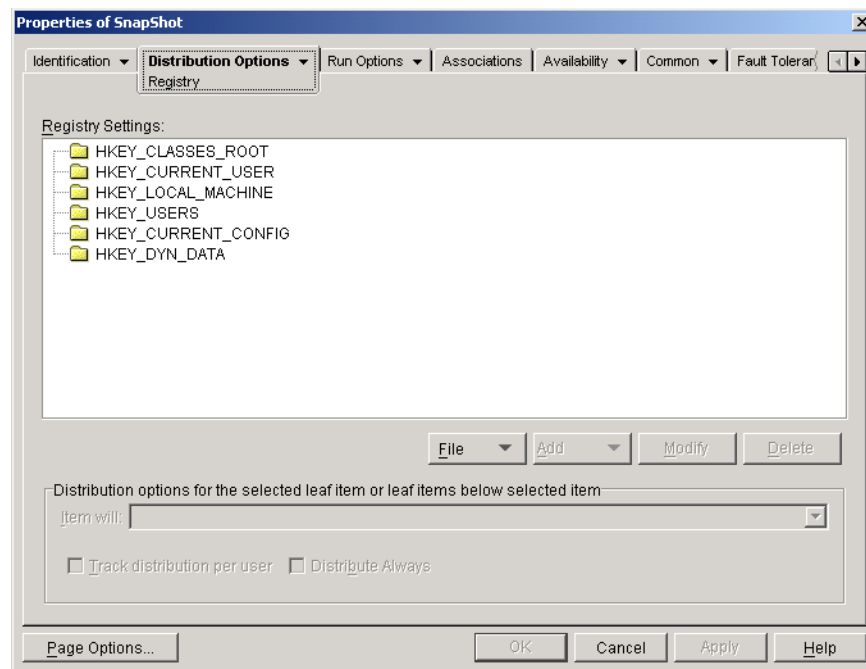 Properties of SnapShot
Identification Distribution Options Run Options Associations Availability Common Fault Toleran
Registry
Registry Settings:
HKEY_CLASSES_ROOT
HKEY_CURRENT_USER
HKEY_LOCAL_MACHINE
HKEY_USERS
HKEY_CURRENT_CONFIG
HKEY_DYN_DATA
File Add Modify Delete
Distribution options for the selected leaf item or leaf items below selected item
Item will:
Track distribution per user Distribute Always
Page Options... OK Cancel Apply Help